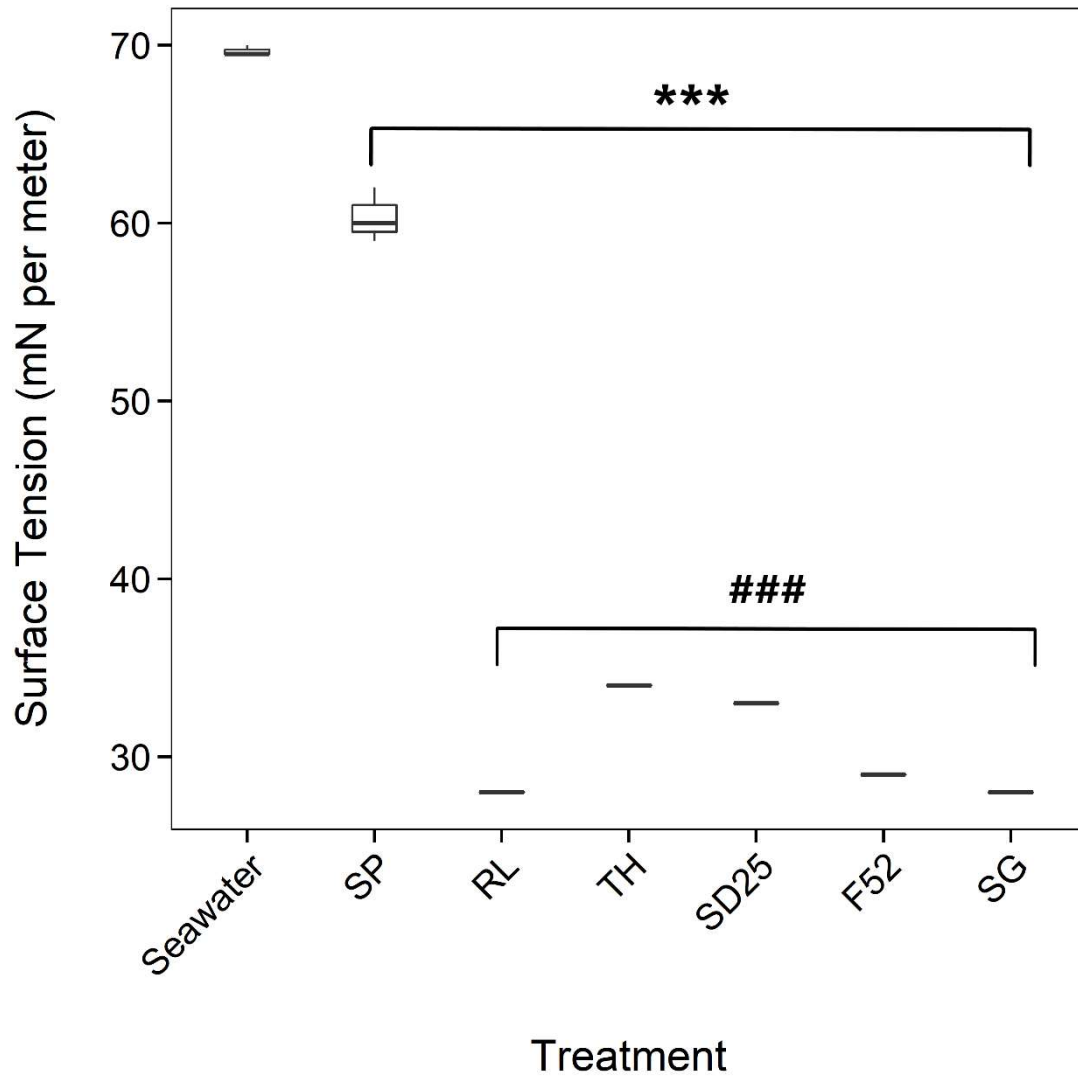 Surface Tension (mN per meter)
70
60
50
40
30
***
###
Seawater
SP
RL
TH
SD25
F52
SG
Treatment